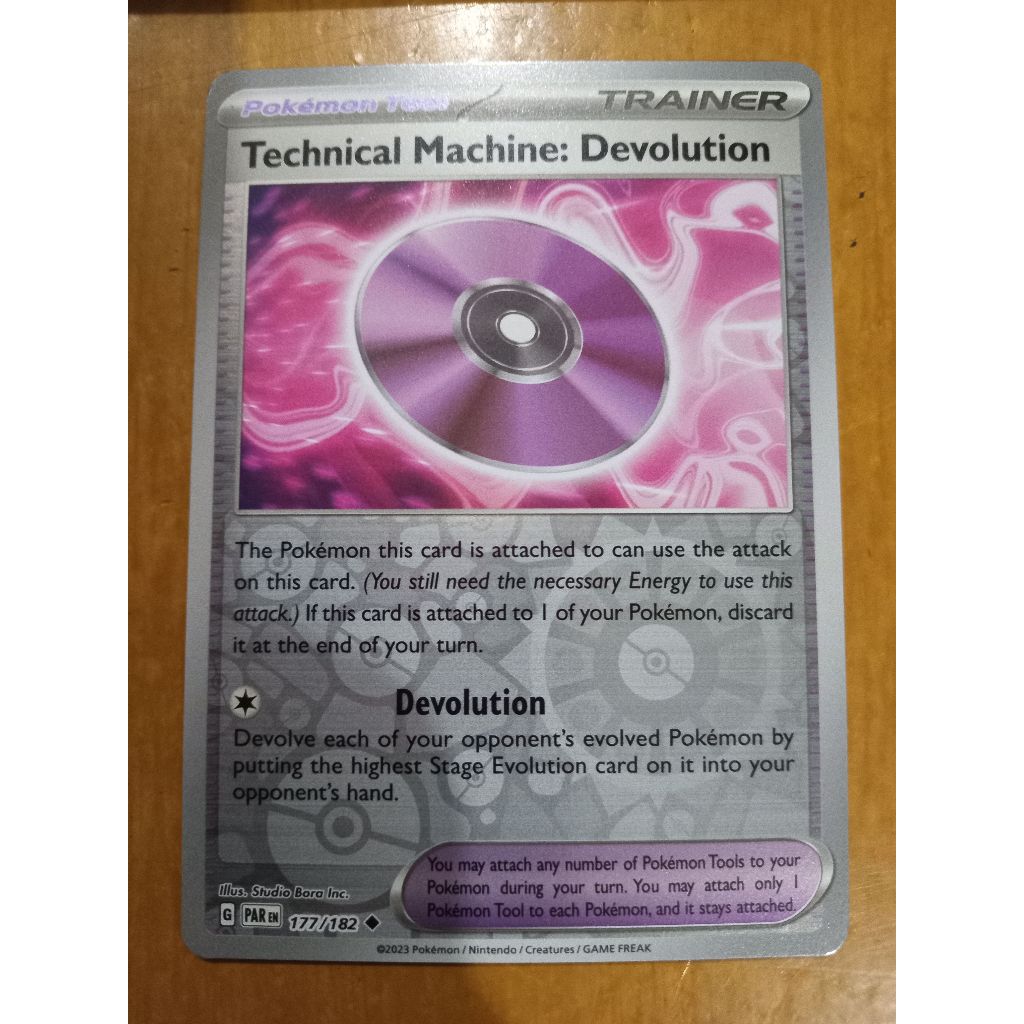 Pokémon Tool
TRAINER
Technical Machine: Devolution
The Pokémon this card is attached to can use the attack
on this card. (You still need the necessary Energy to use this
attack.) If this card is attached to 1 of your Pokémon, discard
it at the end of your turn.
Devolution
Devolve each of your opponent's evolved Pokémon by
putting the highest Stage Evolution card on it into your
opponent's hand.
You may attach any number of Pokémon Tools to your
Pokémon during your turn. You may attach only 1
Pokémon Tool to each Pokémon, and it stays attached.
Illus. Studio Bora Inc.
G PAR EN 177/182
©2023 Pokémon / Nintendo / Creatures / GAME FREAK